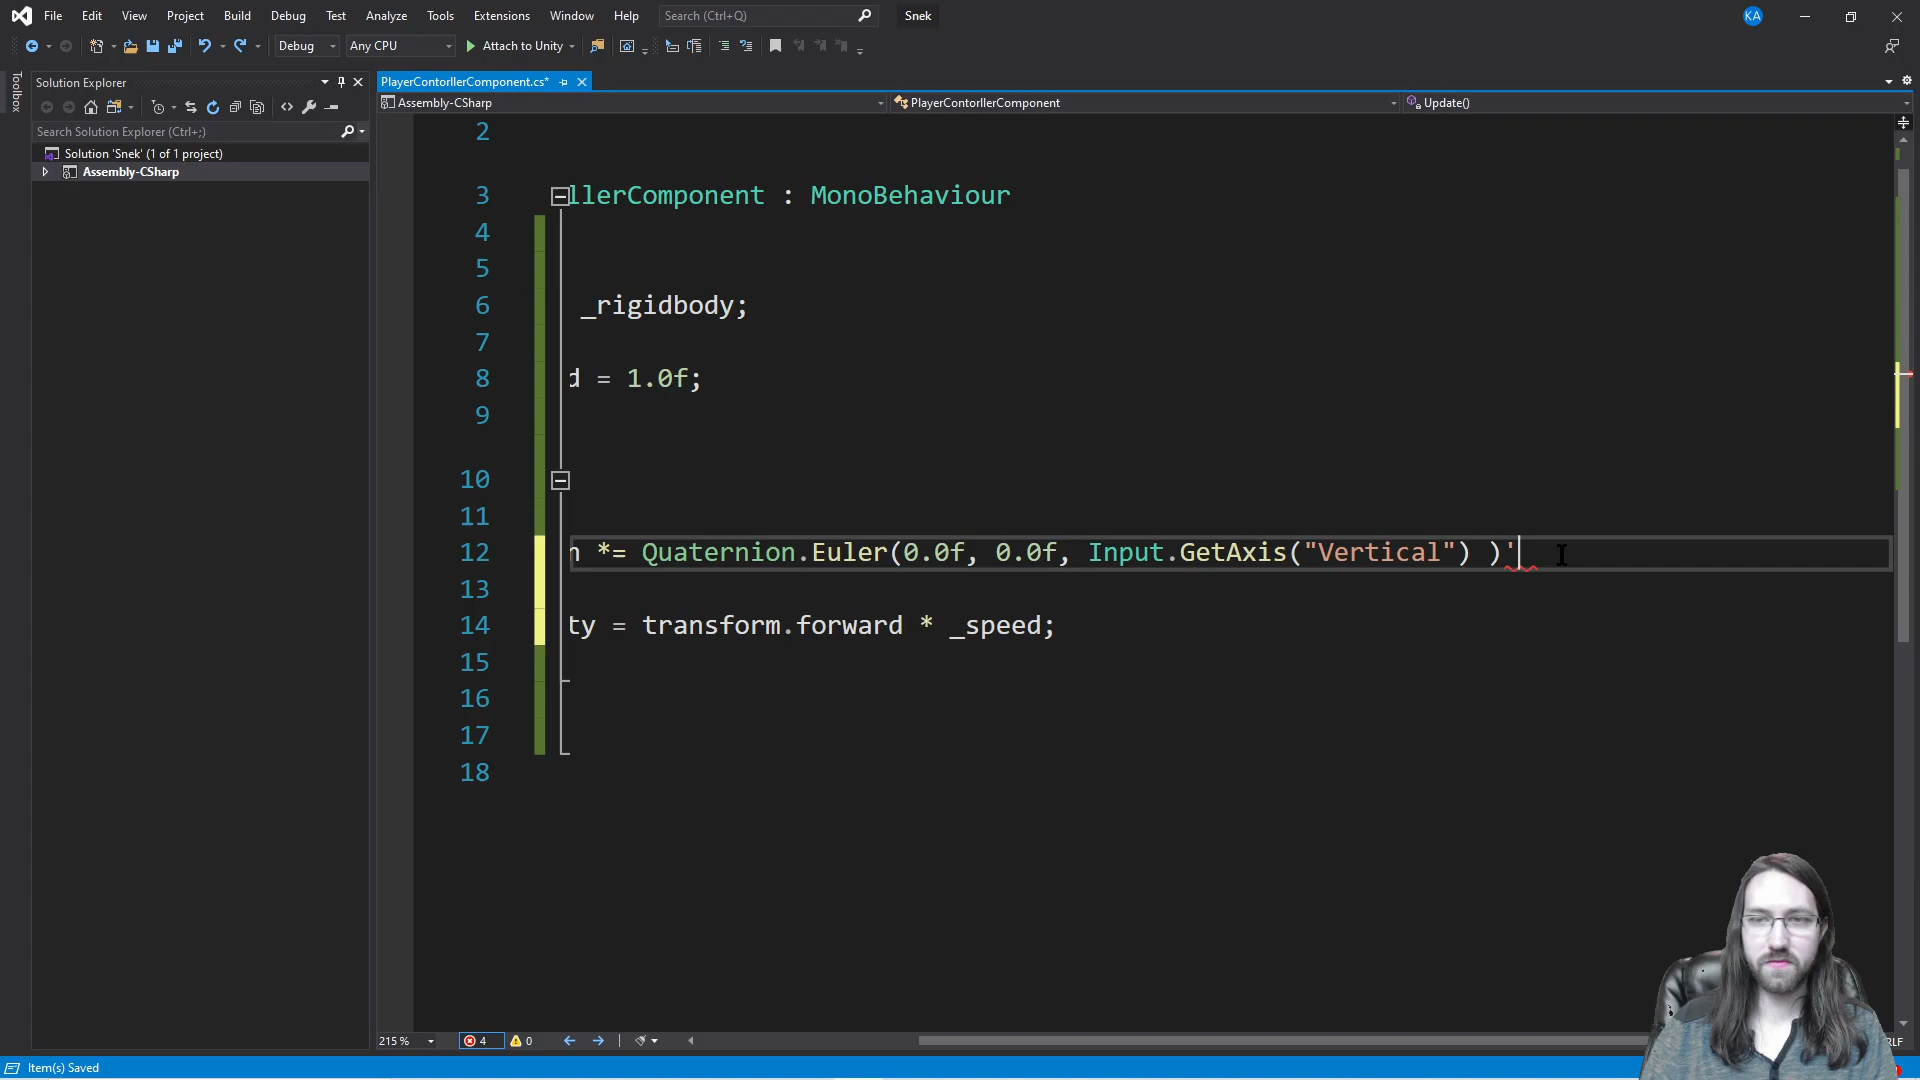 File Edit View Project Build Debug Test Analyze Tools Extensions Window Help Search (Ctrl+Q) Snek KA
Debug Any CPU Attach to Unity
Toolbox
Solution Explorer
Search Solution Explorer (Ctrl+;)
Solution 'Snek' (1 of 1 project)
Assembly-CSharp
PlayerContorllerComponent.cs*
Assembly-CSharp PlayerContorllerComponent Update()
2
3 llerComponent : MonoBehaviour
4
5
6 _rigidbody;
7
8 d = 1.0f;
9
10
11
12 n *= Quaternion.Euler(0.0f, 0.0f, Input.GetAxis("Vertical") )'
13
14 ty = transform.forward * _speed;
15
16
17
18
215 % 4 0 RLF
Item(s) Saved